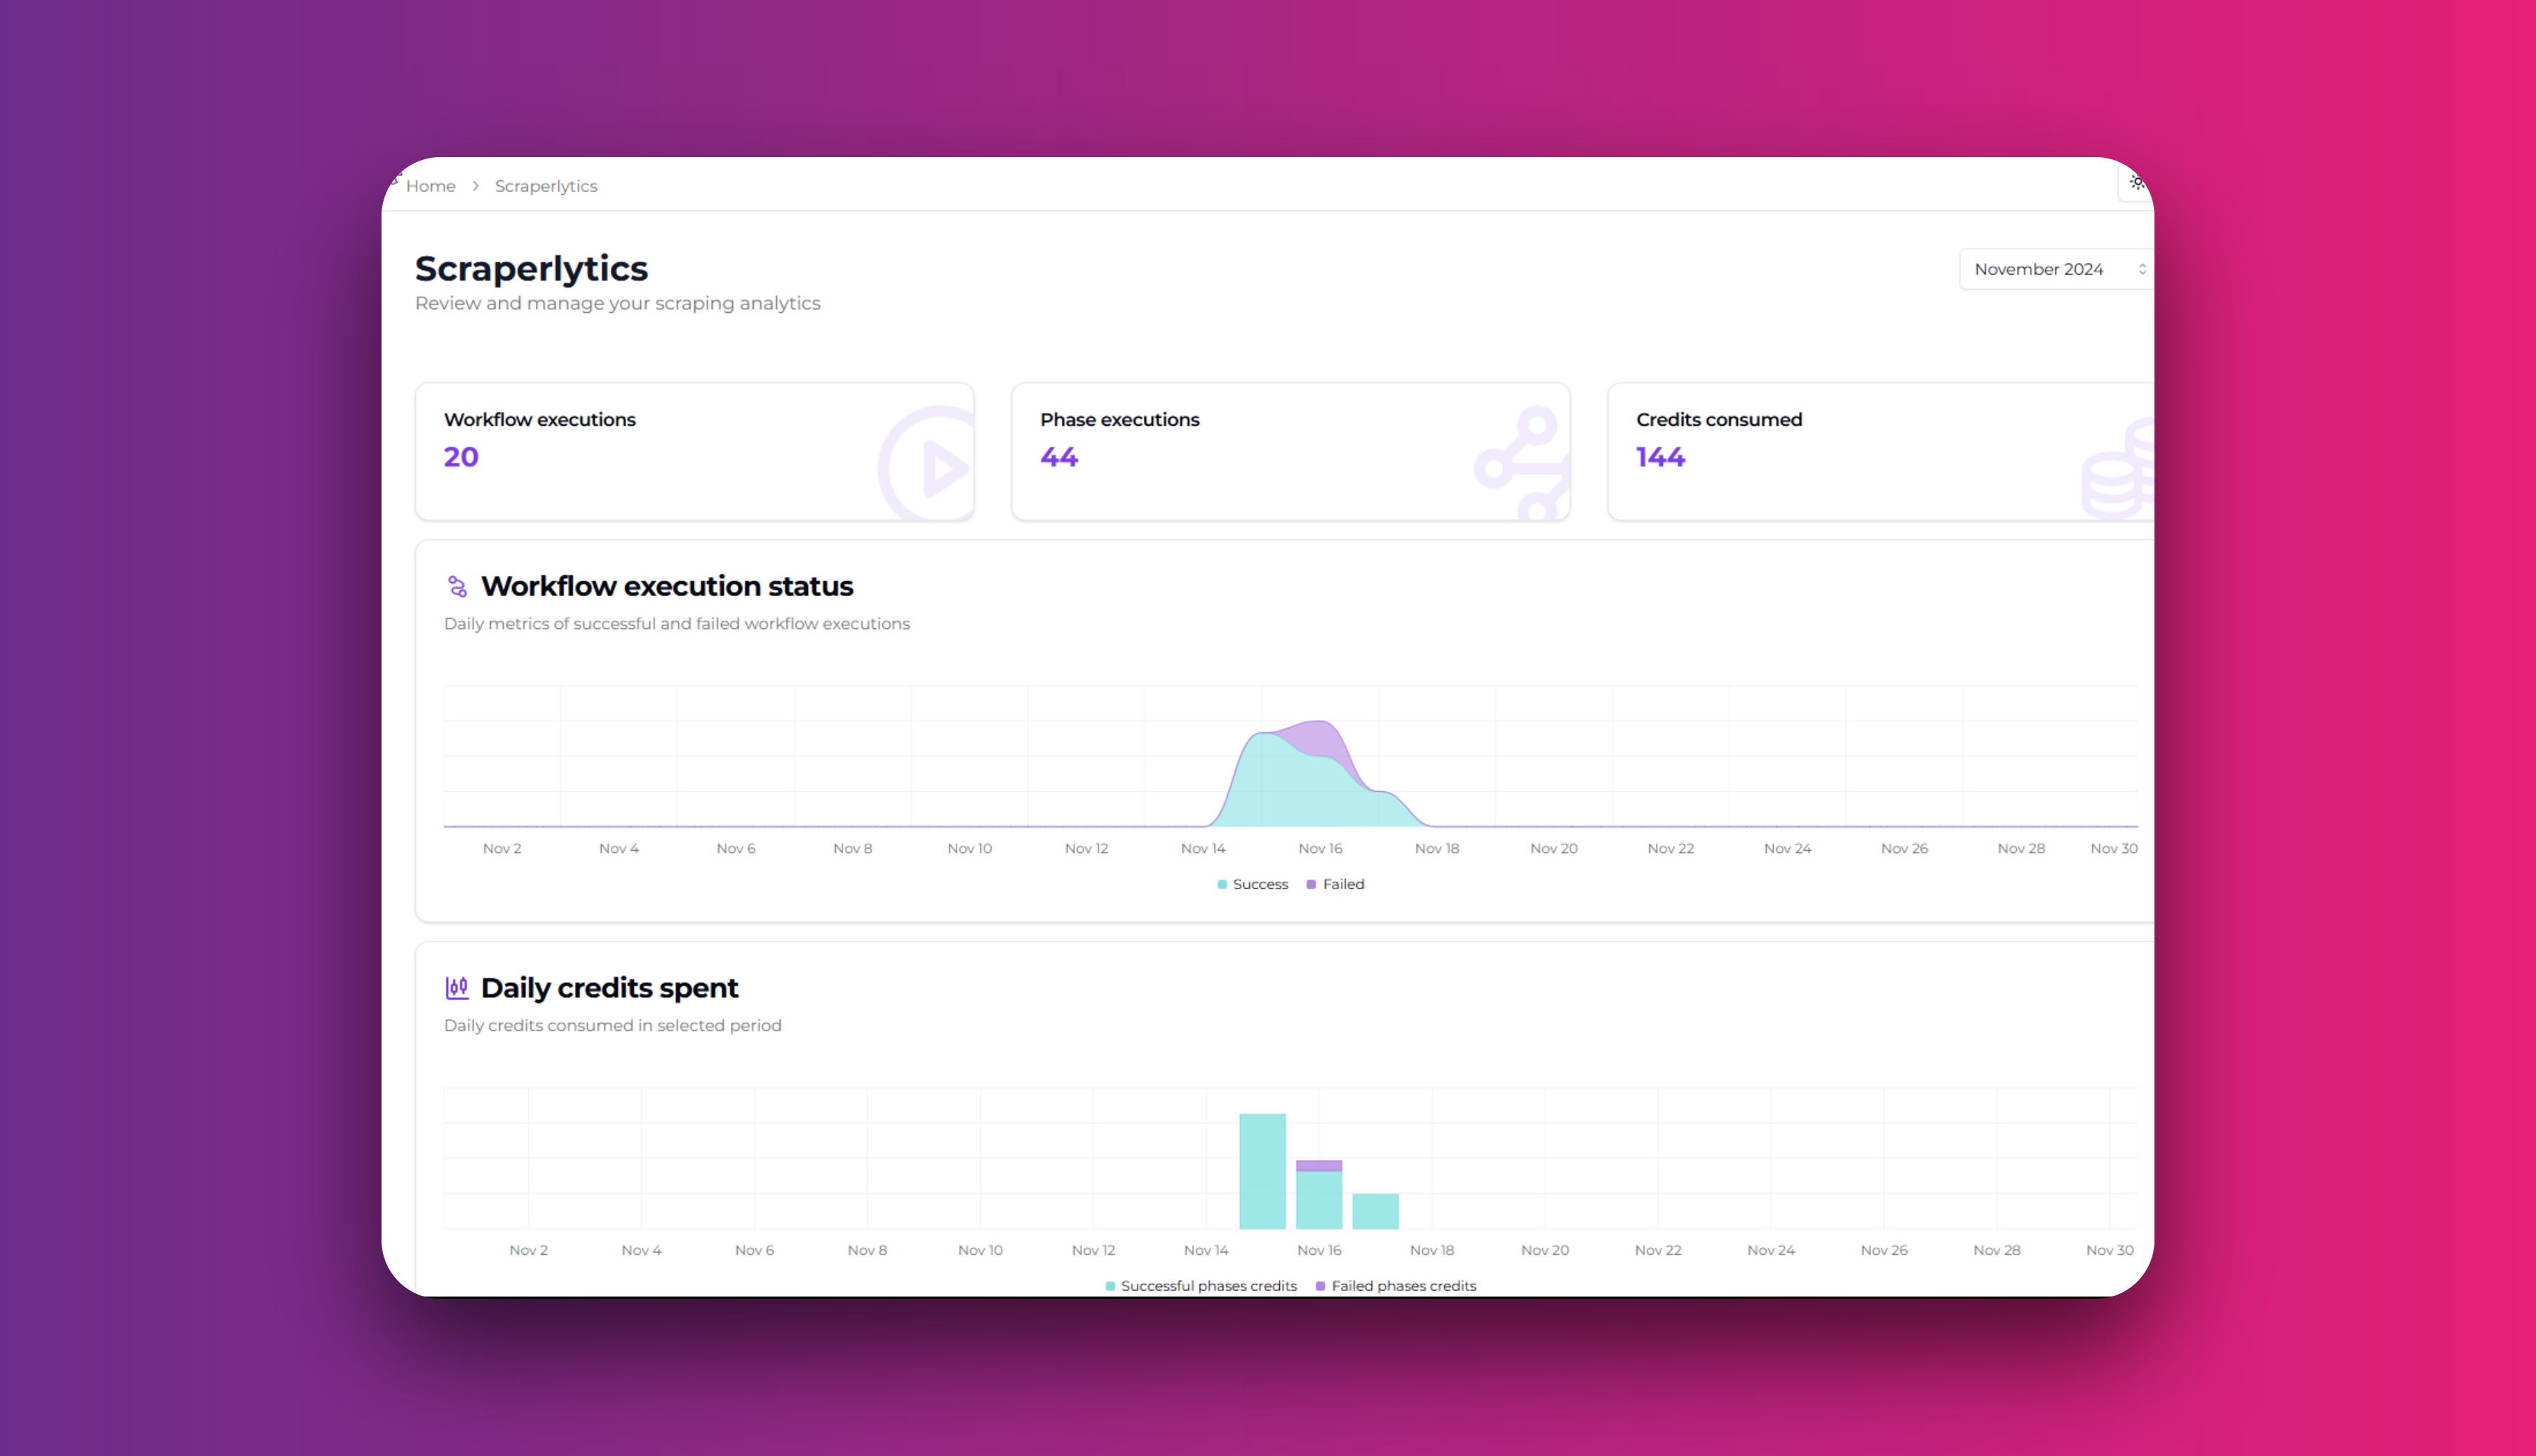 Home > Scraperlytics
Scraperlytics
November 2024
Review and manage your scraping analytics
Workflow executions
20
Phase executions
44
Credits consumed
144
Workflow execution status
Daily metrics of successful and failed workflow executions
Nov 2 Nov 4 Nov 6 Nov 8 Nov 10 Nov 12 Nov 14 Nov 16 Nov 18 Nov 20 Nov 22 Nov 24 Nov 26 Nov 28 Nov 30
Success Failed
Daily credits spent
Daily credits consumed in selected period
Nov 2 Nov 4 Nov 6 Nov 8 Nov 10 Nov 12 Nov 14 Nov 16 Nov 18 Nov 20 Nov 22 Nov 24 Nov 26 Nov 28 Nov 30
Successful phases credits Failed phases credits